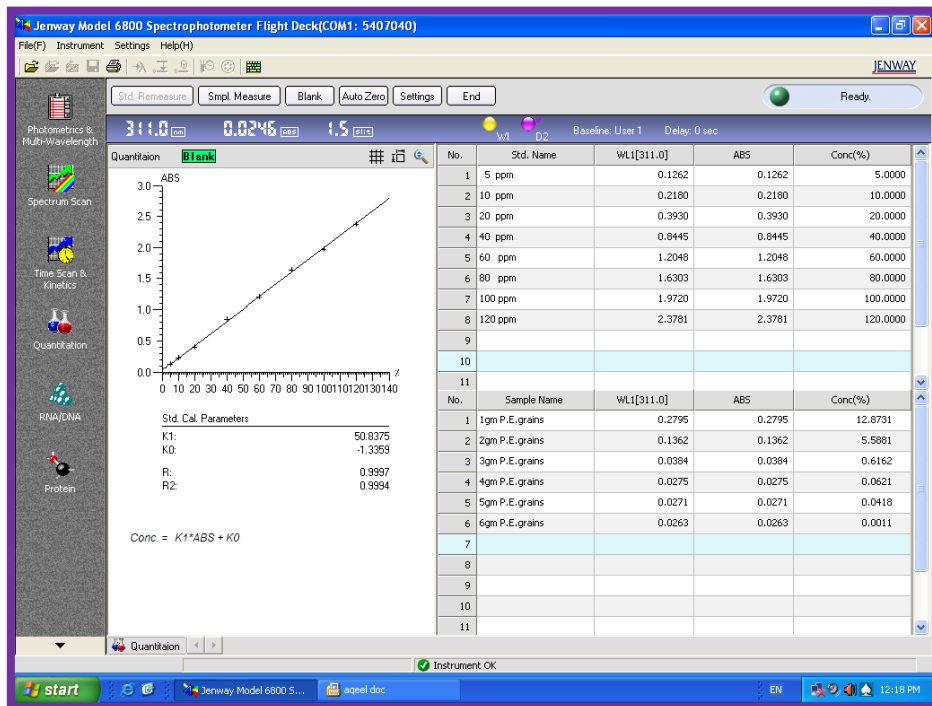 Jenway Model 6800 Spectrophotometer Flight Deck(COM1: 5407040)
File(F) Instrument Settings Help(H)
JENWAY
Std. Remeasure Smpl. Measure Blank Auto Zero Settings End Ready.
311.0 nm 0.0246 ABS 1.5 slit WI D2 Baseline: User 1 Delay: 0 sec
Photometrics &
Multi-Wavelength
Spectrum Scan
Time Scan &
Kinetics
Quantitation
RNA/DNA
Protein
Quantitaion Blank
ABS
3.0
2.5
2.0
1.5
1.0
0.5
0.0
0 10 20 30 40 50 60 70 80 90 100 110 120 130 140
%
Std. Cal. Parameters
K1: 50.8375
K0: -1.3359
R: 0.9997
R2: 0.9994
Conc. = K1*ABS + K0
No. Std. Name WL1[311.0] ABS Conc(%)
1 5 ppm 0.1262 0.1262 5.0000
2 10 ppm 0.2180 0.2180 10.0000
3 20 ppm 0.3930 0.3930 20.0000
4 40 ppm 0.8445 0.8445 40.0000
5 60 ppm 1.2048 1.2048 60.0000
6 80 ppm 1.6303 1.6303 80.0000
7 100 ppm 1.9720 1.9720 100.0000
8 120 ppm 2.3781 2.3781 120.0000
9
10
11
No. Sample Name WL1[311.0] ABS Conc(%)
1 1gm P.E.grains 0.2795 0.2795 12.8731
2 2gm P.E.grains 0.1362 0.1362 5.5881
3 3gm P.E.grains 0.0384 0.0384 0.6162
4 4gm P.E.grains 0.0275 0.0275 0.0621
5 5gm P.E.grains 0.0271 0.0271 0.0418
6 6gm P.E.grains 0.0263 0.0263 0.0011
7
8
9
10
11
Quantitaion
Instrument OK
start Jenway Model 6800 S... aqeel doc EN 12:18 PM